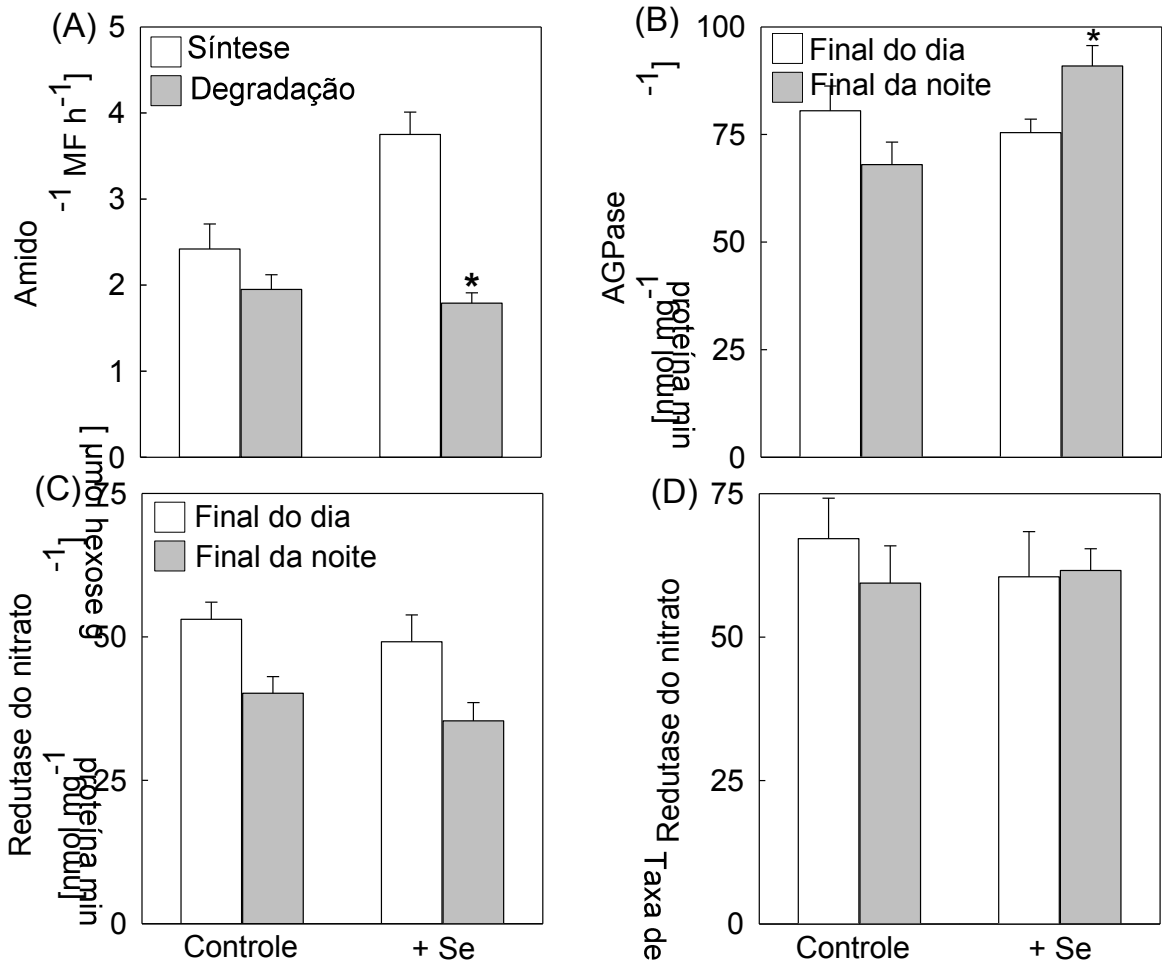 (A)
5
4
3
2
1
0
Síntese
Degradação
*
Amido
[ µmol hexose g
-1 MF h-1 ]
(B)
100
75
50
25
0
Final do dia
Final da noite
*
AGPase
[nmol mg
-1
proteína min
-1 ]
(C)
75
50
25
0
Final do dia
Final da noite
Redutase do nitrato
[nmol mg
-1
proteína min
-1 ]
Controle
+ Se
(D)
75
50
25
0
Taxa de
Redutase do nitrato
Controle
+ Se